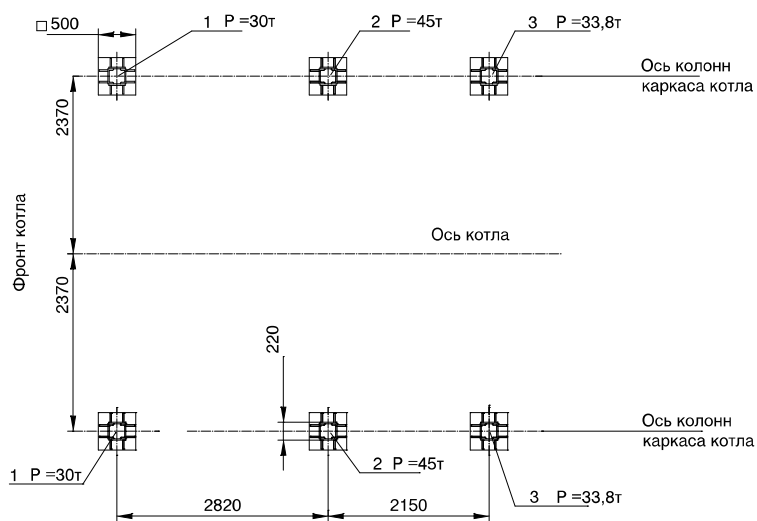 □ 500
1 P =30т
2 P =45т
3 P =33,8т
Ось колонн
каркаса котла
2370
Фронт котла
Ось котла
2370
220
Ось колонн
каркаса котла
1 P =30т
2 P =45т
3 P =33,8т
2820
2150